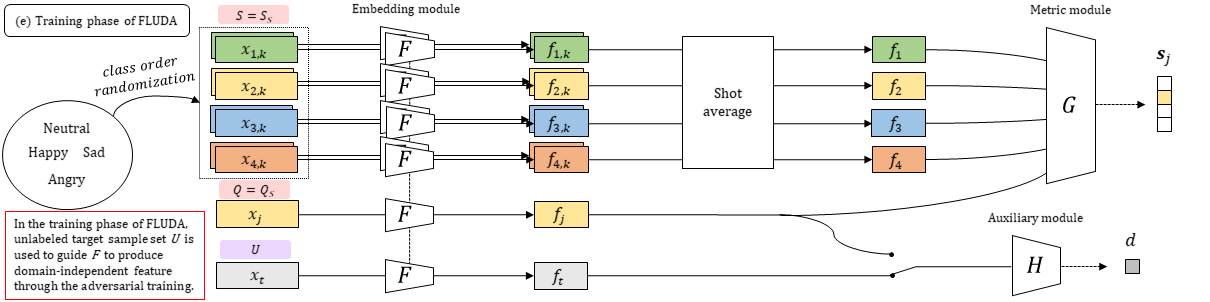 (e) Training phase of FLUDA
S = S_s
Embedding module
Metric module
class order
randomization
Neutral
Happy Sad
Angry
x_{1,k}
F
f_{1,k}
f_1
x_{2,k}
F
f_{2,k}
f_2
x_{3,k}
F
f_{3,k}
f_3
x_{4,k}
F
f_{4,k}
f_4
Shot
average
G
s_j
Q = Q_s
x_j
F
f_j
In the training phase of FLUDA,
unlabeled target sample set U is
used to guide F to produce
domain-independent feature
through the adversarial training.
U
x_t
F
f_t
Auxiliary module
H
d